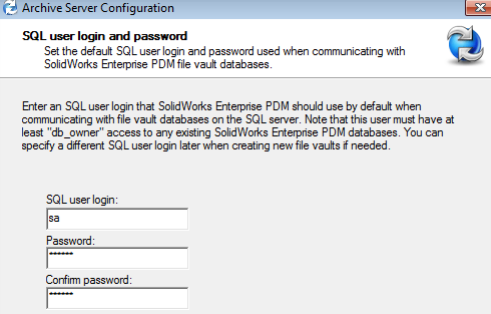 Archive Server Configuration
SQL user login and password
Set the default SQL user login and password used when communicating with
SolidWorks Enterprise PDM file vault databases.
Enter an SQL user login that SolidWorks Enterprise PDM should use by default when
communicating with file vault databases on the SQL server. Note that this user must have at
least "db_owner" access to any existing SolidWorks Enterprise PDM databases. You can
specify a different SQL user login later when creating new file vaults if needed.
SQL user login:
sa
Password:
******
Confirm password:
******